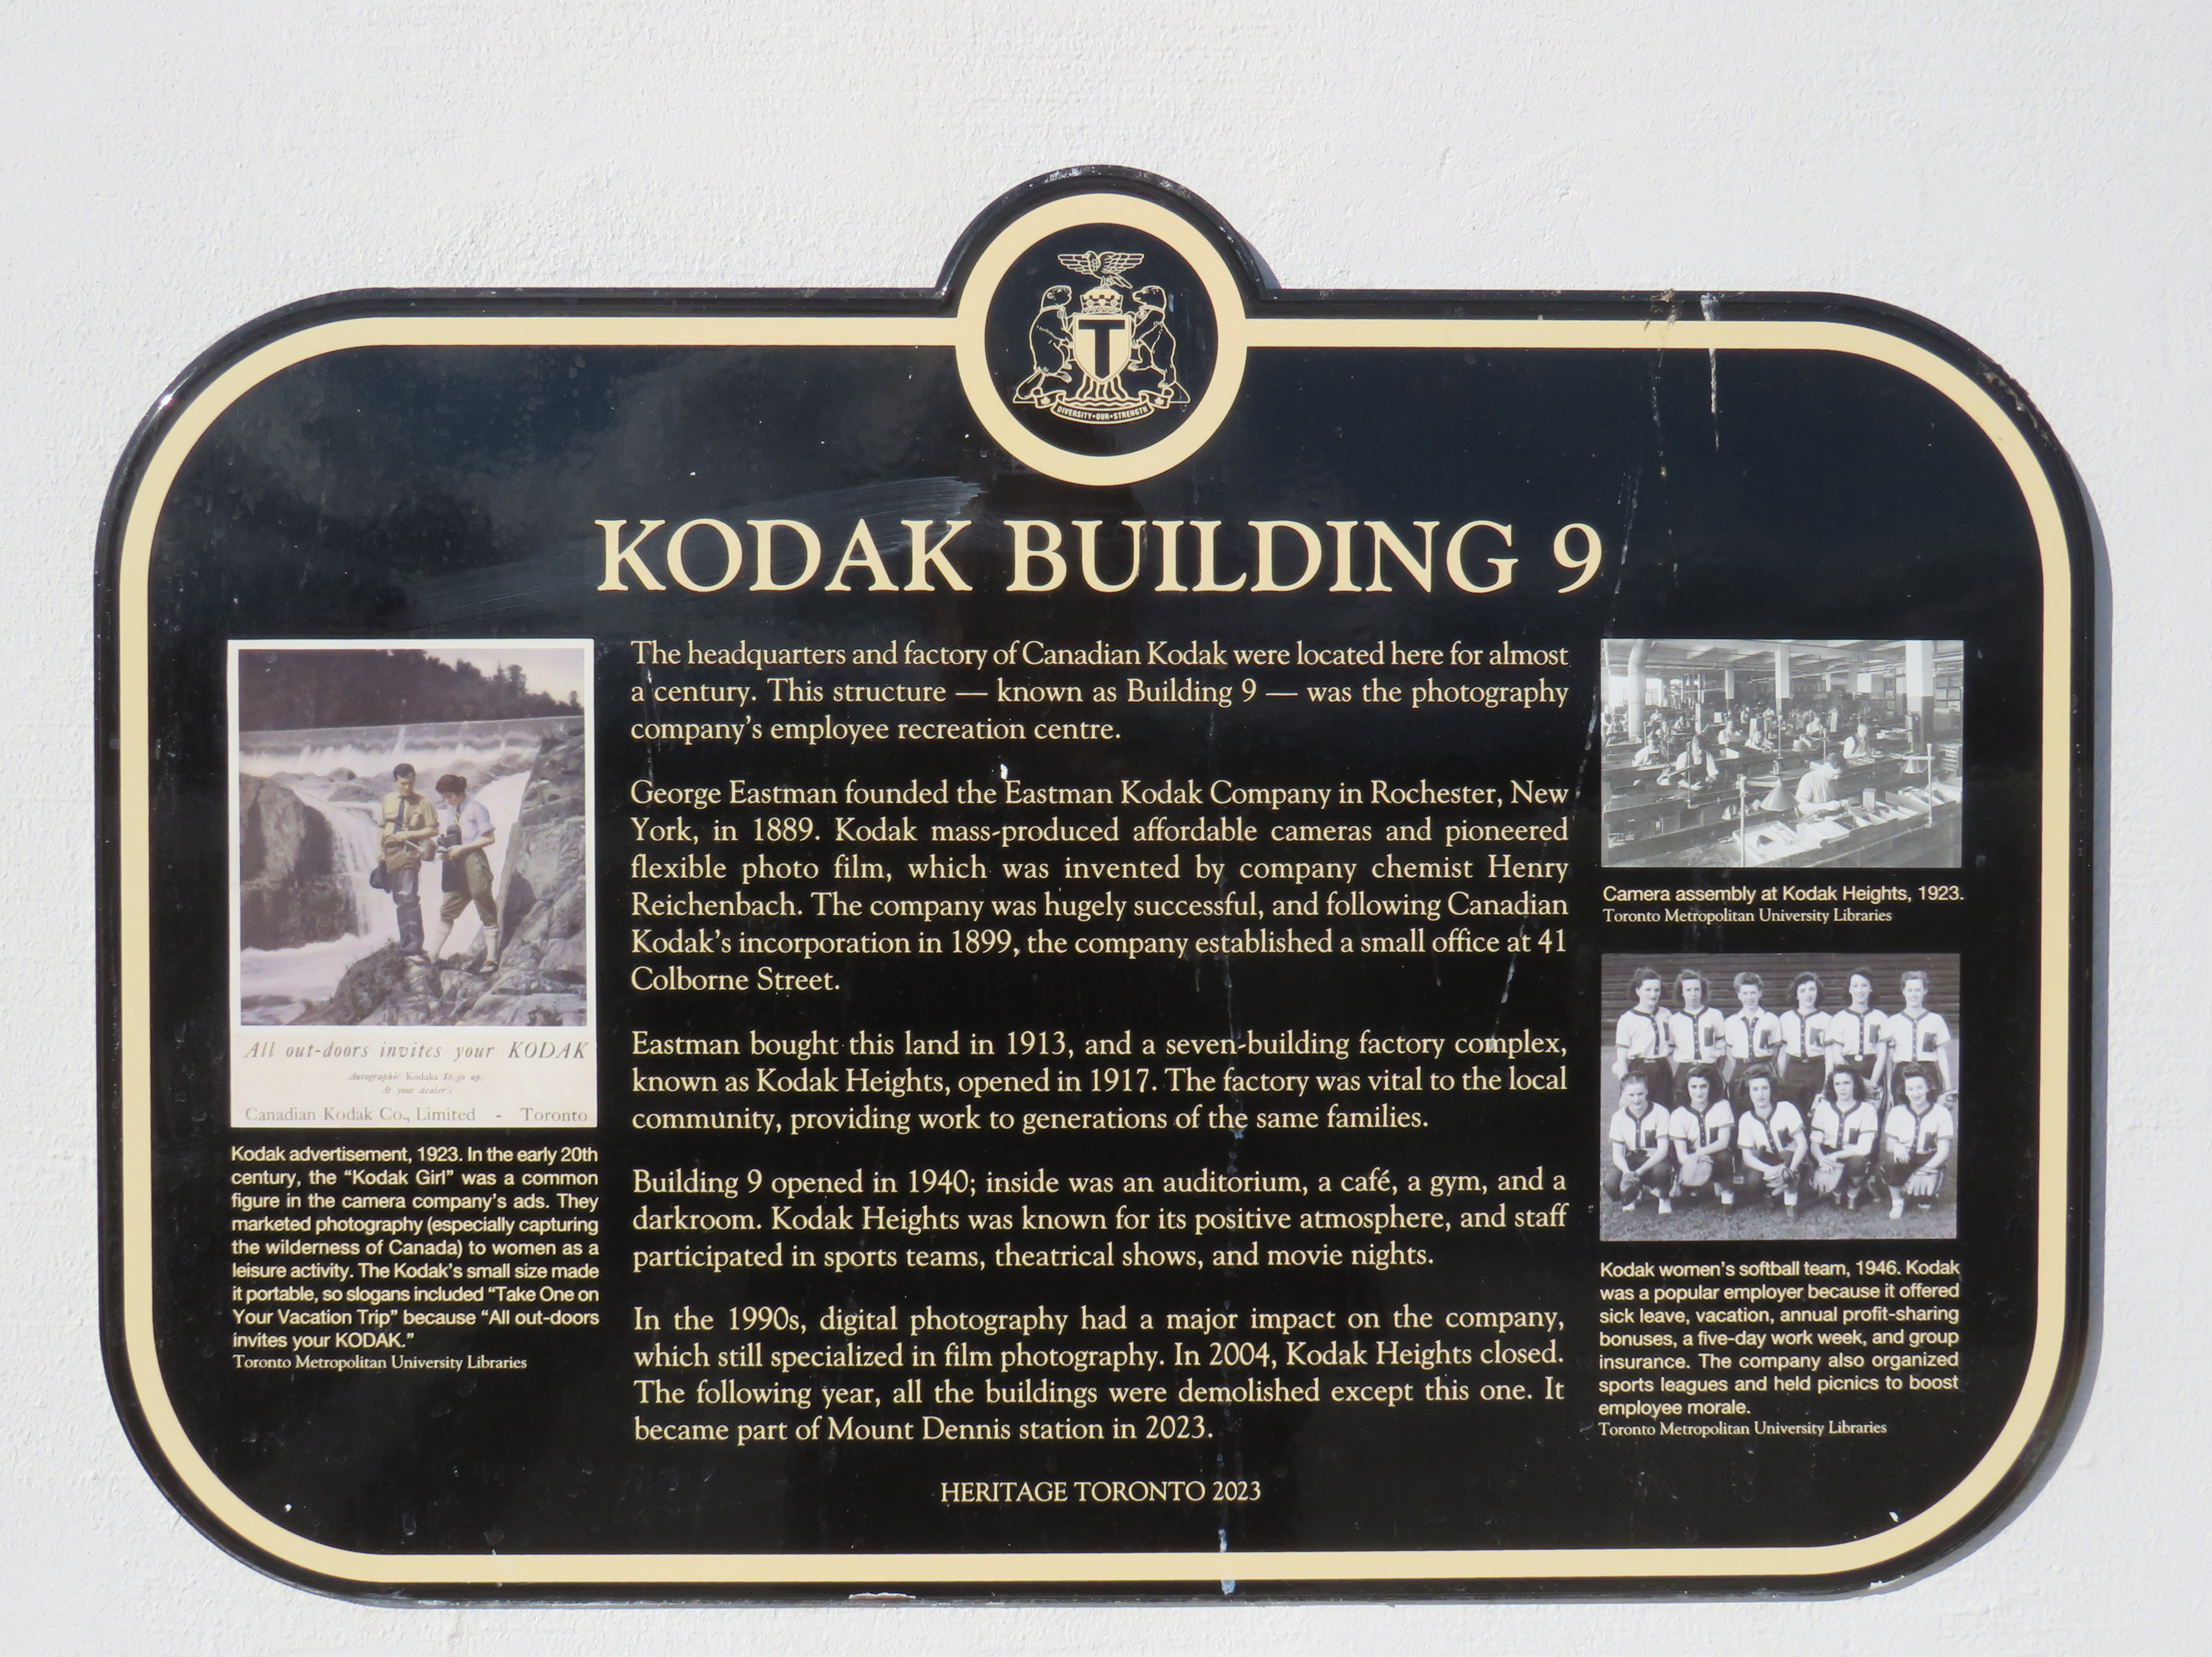 DIVERSITY•OUR•STRENGTH
KODAK BUILDING 9
All out-doors invites your KODAK
Autographic Kodaks $6.50 up.
At your dealer's
Canadian Kodak Co., Limited - Toronto
Kodak advertisement, 1923. In the early 20th
century, the “Kodak Girl” was a common
figure in the camera company’s ads. They
marketed photography (especially capturing
the wilderness of Canada) to women as a
leisure activity. The Kodak’s small size made
it portable, so slogans included “Take One on
Your Vacation Trip” because “All out-doors
invites your KODAK.”
Toronto Metropolitan University Libraries
The headquarters and factory of Canadian Kodak were located here for almost
a century. This structure — known as Building 9 — was the photography
company’s employee recreation centre.
George Eastman founded the Eastman Kodak Company in Rochester, New
York, in 1889. Kodak mass-produced affordable cameras and pioneered
flexible photo film, which was invented by company chemist Henry
Reichenbach. The company was hugely successful, and following Canadian
Kodak’s incorporation in 1899, the company established a small office at 41
Colborne Street.
Eastman bought this land in 1913, and a seven-building factory complex,
known as Kodak Heights, opened in 1917. The factory was vital to the local
community, providing work to generations of the same families.
Building 9 opened in 1940; inside was an auditorium, a café, a gym, and a
darkroom. Kodak Heights was known for its positive atmosphere, and staff
participated in sports teams, theatrical shows, and movie nights.
In the 1990s, digital photography had a major impact on the company,
which still specialized in film photography. In 2004, Kodak Heights closed.
The following year, all the buildings were demolished except this one. It
became part of Mount Dennis station in 2023.
HERITAGE TORONTO 2023
Camera assembly at Kodak Heights, 1923.
Toronto Metropolitan University Libraries
Kodak women’s softball team, 1946. Kodak
was a popular employer because it offered
sick leave, vacation, annual profit-sharing
bonuses, a five-day work week, and group
insurance. The company also organized
sports leagues and held picnics to boost
employee morale.
Toronto Metropolitan University Libraries